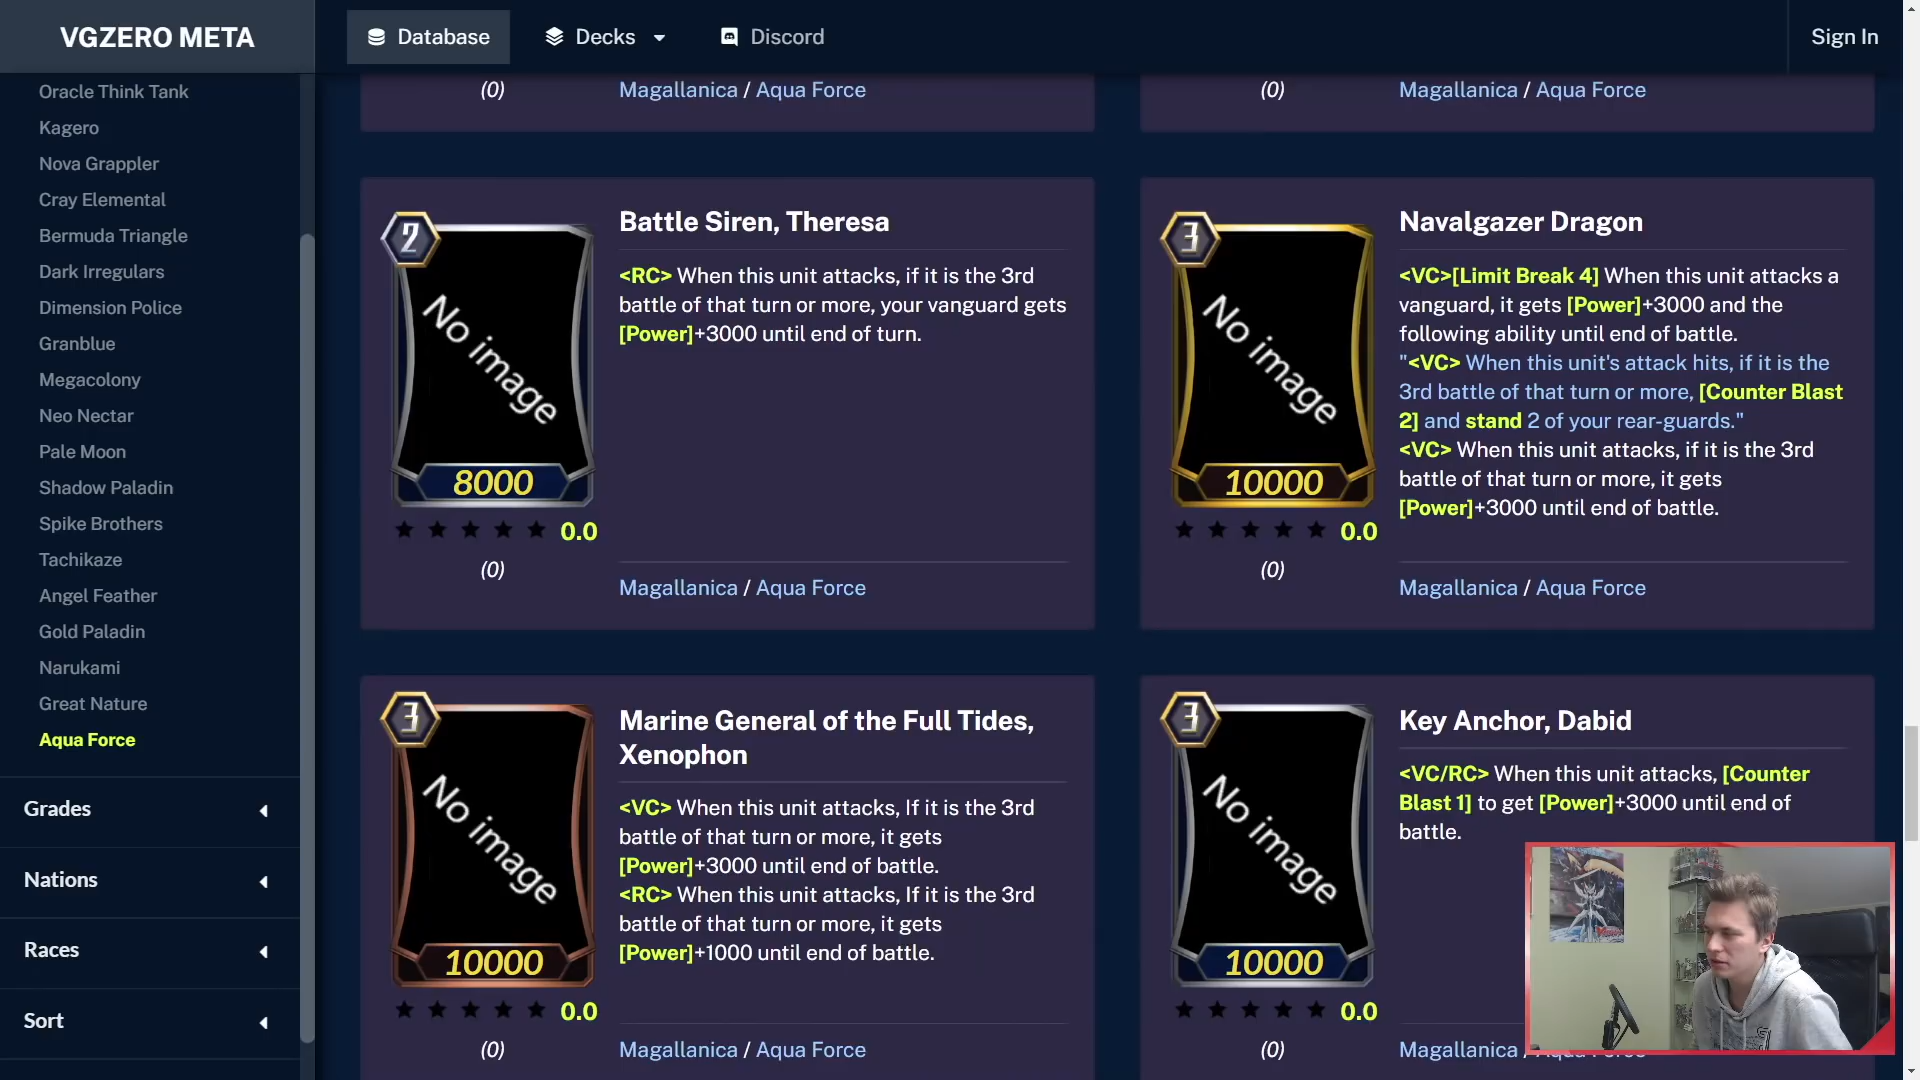 VGZERO META
Database
Decks
Discord
Sign In
Oracle Think Tank
Kagero
Nova Grappler
Cray Elemental
Bermuda Triangle
Dark Irregulars
Dimension Police
Granblue
Megacolony
Neo Nectar
Pale Moon
Shadow Paladin
Spike Brothers
Tachikaze
Angel Feather
Gold Paladin
Narukami
Great Nature
Aqua Force
Grades
Nations
Races
Sort
(0)
Magallanica / Aqua Force
(0)
Magallanica / Aqua Force
2
No image
8000
0.0
(0)
Battle Siren, Theresa
<RC> When this unit attacks, if it is the 3rd
battle of that turn or more, your vanguard gets
[Power]+3000 until end of turn.
Magallanica / Aqua Force
3
No image
10000
0.0
(0)
Navalgazer Dragon
<VC>[Limit Break 4] When this unit attacks a
vanguard, it gets [Power]+3000 and the
following ability until end of battle.
"<VC> When this unit's attack hits, if it is the
3rd battle of that turn or more, [Counter Blast
2] and stand 2 of your rear-guards."
<VC> When this unit attacks, if it is the 3rd
battle of that turn or more, it gets
[Power]+3000 until end of battle.
Magallanica / Aqua Force
3
No image
10000
0.0
(0)
Marine General of the Full Tides,
Xenophon
<VC> When this unit attacks, If it is the 3rd
battle of that turn or more, it gets
[Power]+3000 until end of battle.
<RC> When this unit attacks, If it is the 3rd
battle of that turn or more, it gets
[Power]+1000 until end of battle.
Magallanica / Aqua Force
3
No image
10000
0.0
(0)
Key Anchor, Dabid
<VC/RC> When this unit attacks, [Counter
Blast 1] to get [Power]+3000 until end of
battle.
Magallanica /